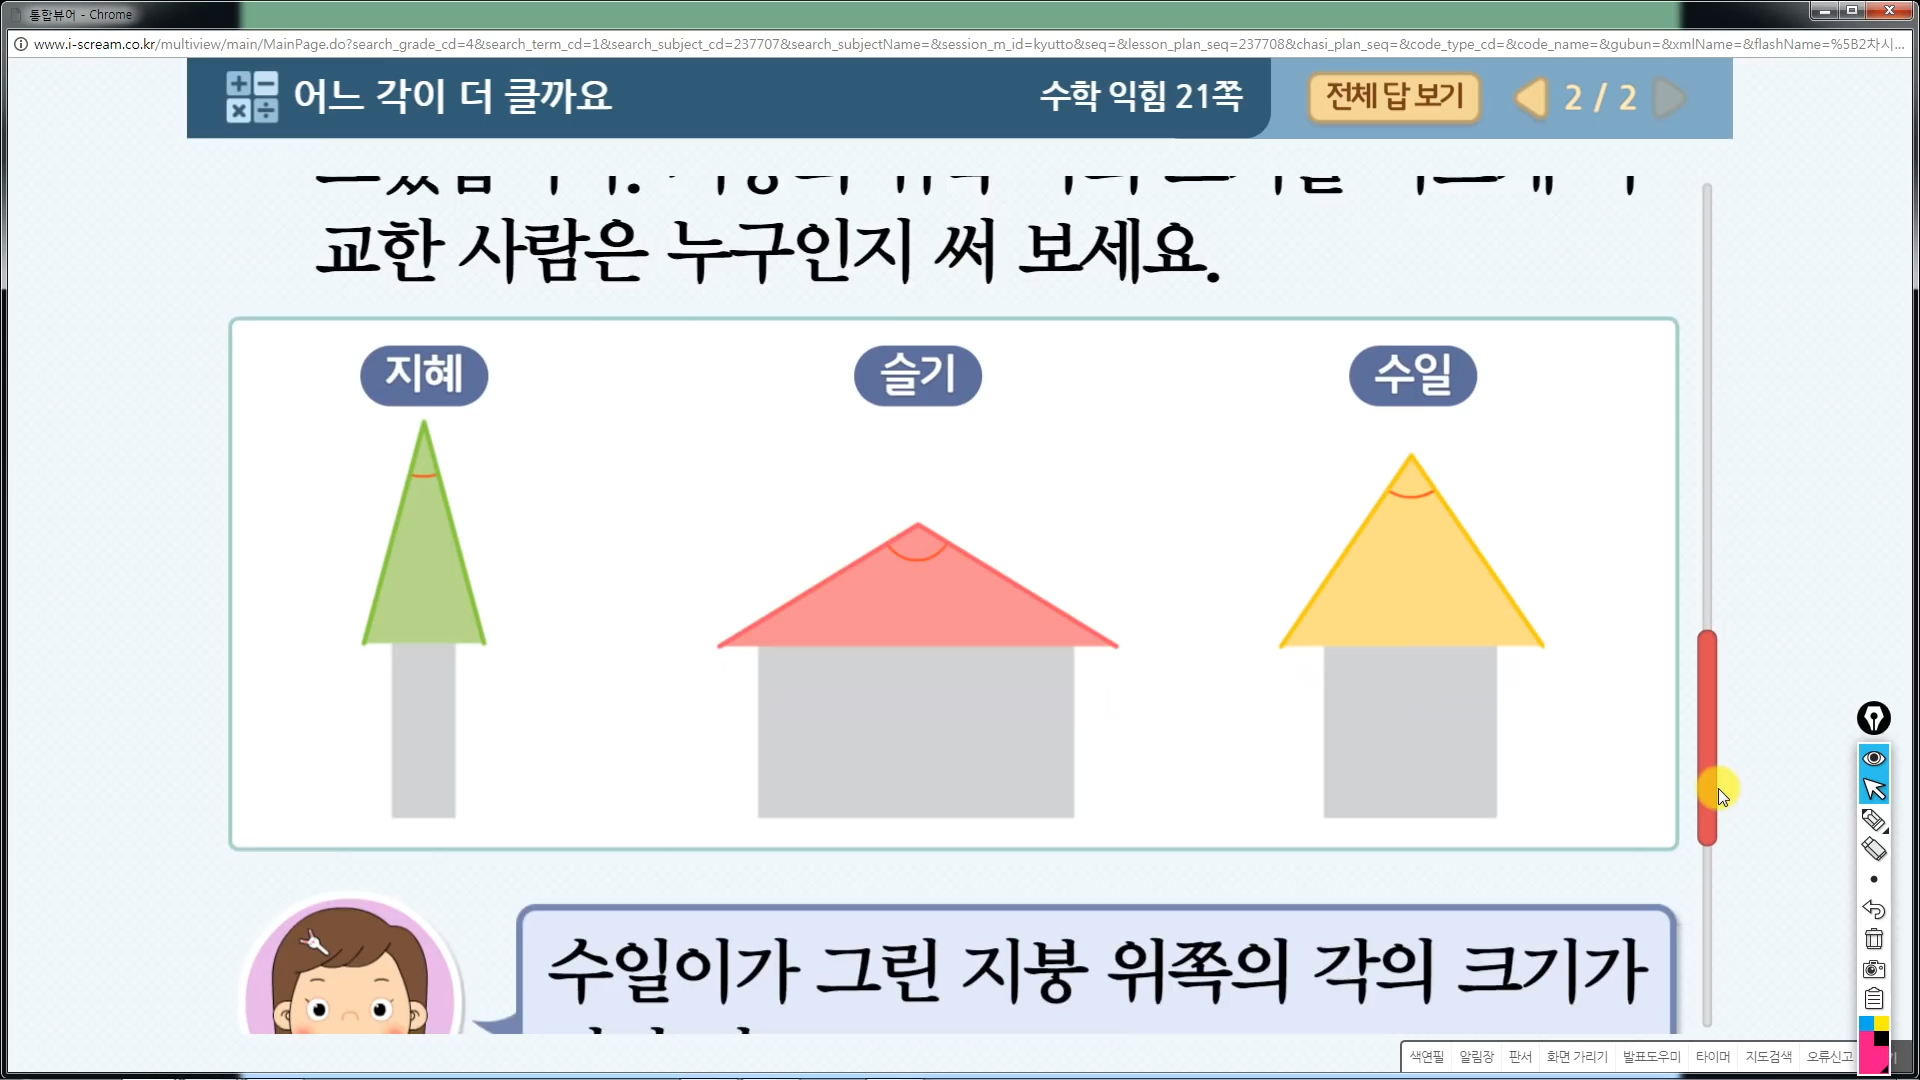 통합뷰어 - Chrome
www.i-scream.co.kr/multiview/main/MainPage.do?search_grade_cd=4&search_term_cd=1&search_subject_cd=237707&search_subjectName=&session_m_id=kyutto&seq=&lesson_plan_seq=237708&chasi_plan_seq=&code_type_cd=&code_name=&gubun=&xmlName=&flashName=%5B2차시...
어느 각이 더 클까요
수학 익힘 21쪽
전체 답 보기
2 / 2
교한 사람은 누구인지 써 보세요.
지혜
슬기
수일
수일이가 그린 지붕 위쪽의 각의 크기가
색연필 알림장 판서 화면 가리기 발표도우미 타이머 지도검색 오류신고